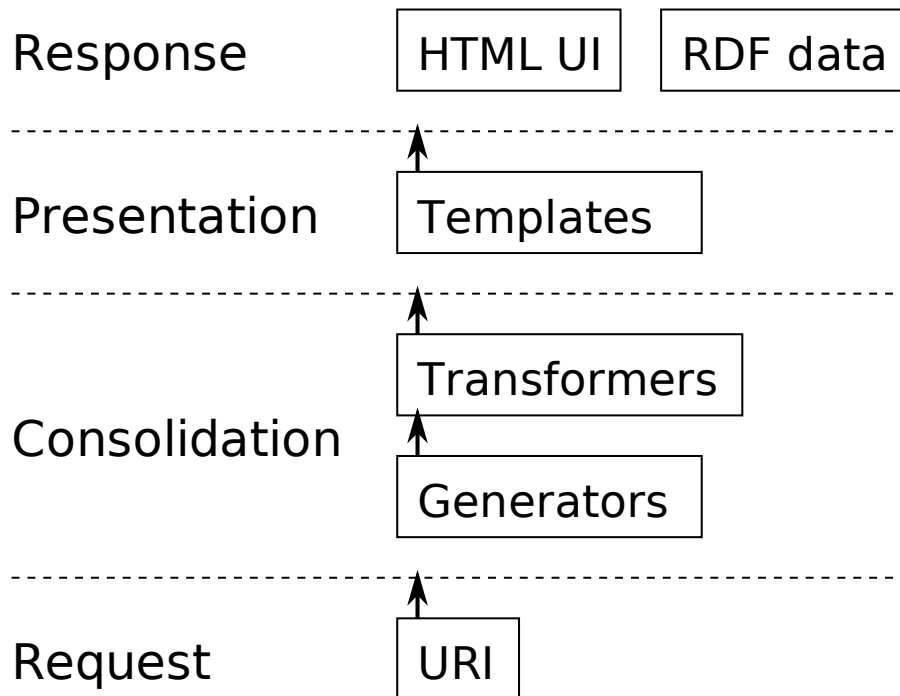 Response
HTML UI
RDF data
Presentation
Templates
Transformers
Consolidation
Generators
Request
URI